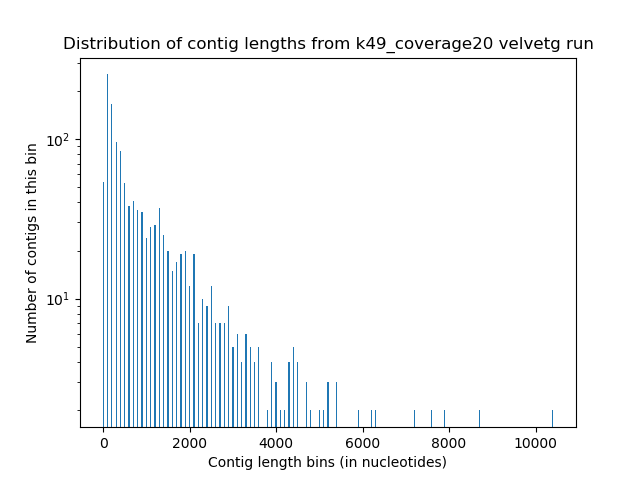 Distribution of contig lengths from k49_coverage20 velvetg run
Number of contigs in this bin
10²
10¹
0 2000 4000 6000 8000 10000
Contig length bins (in nucleotides)